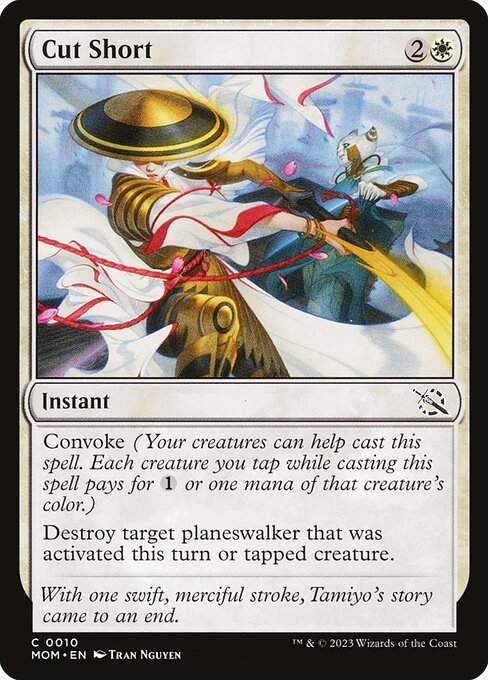 Cut Short 2
Instant
Convoke (Your creatures can help cast this
spell. Each creature you tap while casting this
spell pays for 1 or one mana of that creature's
color.)
Destroy target planeswalker that was
activated this turn or tapped creature.
With one swift, merciful stroke, Tamiyo's story
came to an end.
C 0010
MOM • EN TRAN NGUYEN
™ & © 2023 Wizards of the Coast